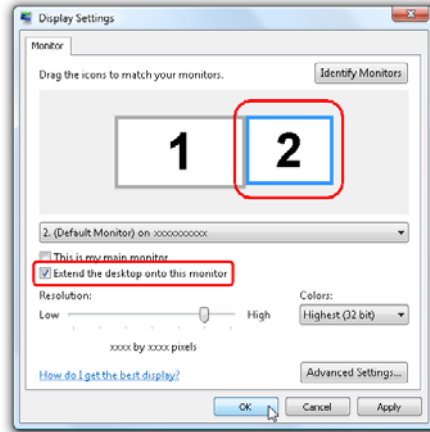 Display Settings
Monitor
Drag the icons to match your monitors.
Identify Monitors
1
2
2. (Default Monitor) on xxxxxxxxxx
This is my main monitor
Extend the desktop onto this monitor
Resolution:
Colors:
Low
High
Highest (32 bit)
xxxx by xxxx pixels
How do I get the best display?
Advanced Settings...
OK
Cancel
Apply